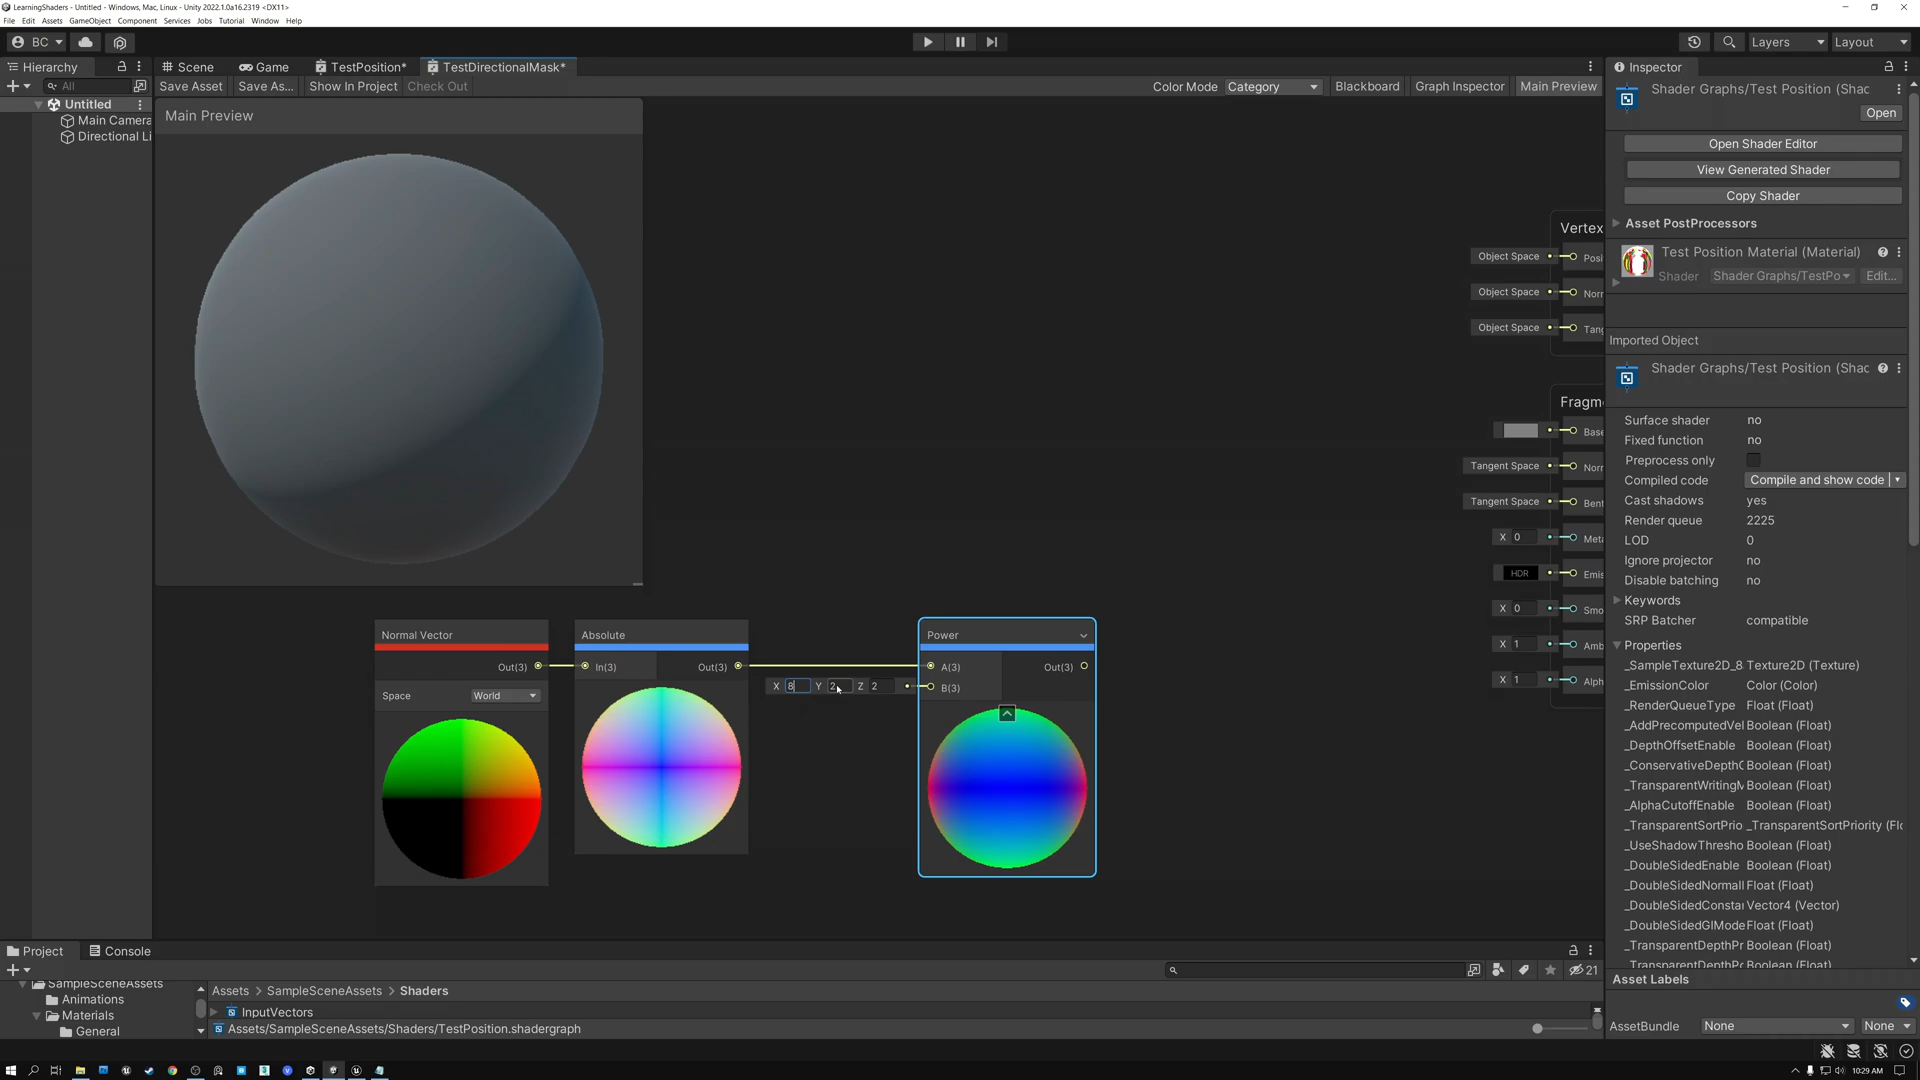 LearningShaders - Untitled - Windows, Mac, Linux - Unity 2022.1.0a16.2319 <DX11>
File Edit Assets GameObject Component Services Jobs Tutorial Window Help
BC
Layers
Layout
Hierarchy
Scene
Game
TestPosition*
TestDirectionalMask*
Inspector
All
Save Asset
Save As...
Show In Project
Check Out
Color Mode
Category
Blackboard
Graph Inspector
Main Preview
Untitled
Main Camera
Directional Li
Main Preview
Vertex
Object Space
Posi
Object Space
Norr
Object Space
Tang
Fragm
Base
Tangent Space
Norr
Tangent Space
Bent
X 0
Meta
HDR
Emis
X 0
Smo
X 1
Amb
X 1
Alph
Normal Vector
Out(3)
Space
World
Absolute
In(3)
Out(3)
X 8 Y 2 Z 2
Power
A(3)
Out(3)
B(3)
Shader Graphs/Test Position (Shac
Open
Open Shader Editor
View Generated Shader
Copy Shader
Asset PostProcessors
Test Position Material (Material)
Shader
Shader Graphs/TestPo
Edit...
Imported Object
Shader Graphs/Test Position (Shac
Surface shader no
Fixed function no
Preprocess only
Compiled code Compile and show code
Cast shadows yes
Render queue 2225
LOD 0
Ignore projector no
Disable batching no
Keywords
SRP Batcher compatible
Properties
_SampleTexture2D_8 Texture2D (Texture)
_EmissionColor Color (Color)
_RenderQueueType Float (Float)
_AddPrecomputedVel Boolean (Float)
_DepthOffsetEnable Boolean (Float)
_ConservativeDepthC Boolean (Float)
_TransparentWritingM Boolean (Float)
_AlphaCutoffEnable Boolean (Float)
_TransparentSortPrio _TransparentSortPriority (Flo
_UseShadowThresho Boolean (Float)
_DoubleSidedEnable Boolean (Float)
_DoubleSidedNormal Float (Float)
_DoubleSidedConstar Vector4 (Vector)
_DoubleSidedGIMode Float (Float)
_TransparentDepthPr Boolean (Float)
_TransparentDepthPc Boolean (Float)
Asset Labels
AssetBundle None None
Project
Console
21
SampleSceneAssets
Animations
Materials
General
Assets > SampleSceneAssets > Shaders
InputVectors
Assets/SampleSceneAssets/Shaders/TestPosition.shadergraph
10:29 AM